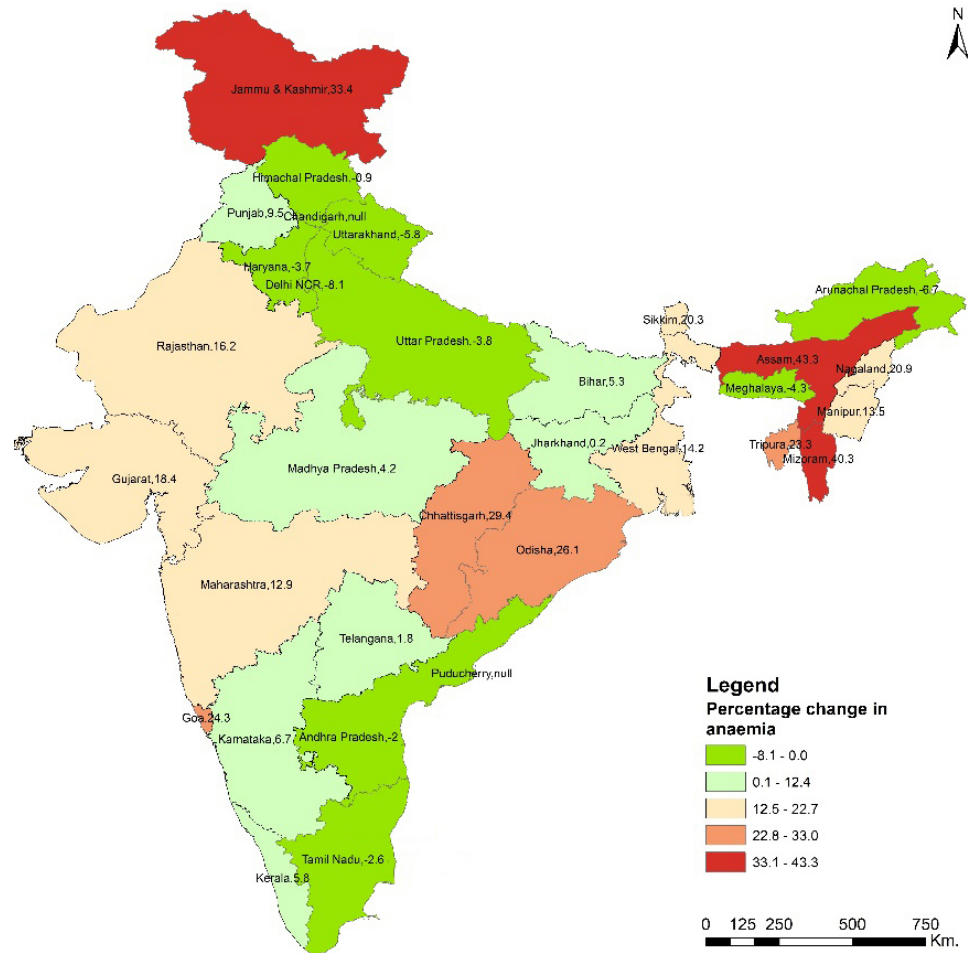 N
Jammu & Kashmir,33.4
Himachal Pradesh,-0.9
Punjab,9.5
Chandigarh,null
Uttarakhand,-5.8
Haryana,-3.7
Delhi NCR,-8.1
Arunachal Pradesh,-6.7
Sikkim,20.3
Rajasthan,16.2
Uttar Pradesh,-3.8
Bihar,5.3
Assam,43.3
Nagaland,20.9
Meghalaya,-4.3
Manipur,13.5
Jharkhand,0.2
West Bengal,14.2
Tripura,23.3
Mizoram,40.3
Madhya Pradesh,4.2
Gujarat,18.4
Chhattisgarh,29.4
Odisha,26.1
Maharashtra,12.9
Telangana,1.8
Puducherry,null
Goa,24.3
Karnataka,6.7
Andhra Pradesh,-2
Tamil Nadu,-2.6
Kerala,5.8
Legend
Percentage change in
anaemia
-8.1 - 0.0
0.1 - 12.4
12.5 - 22.7
22.8 - 33.0
33.1 - 43.3
0 125 250 500 750
Km.